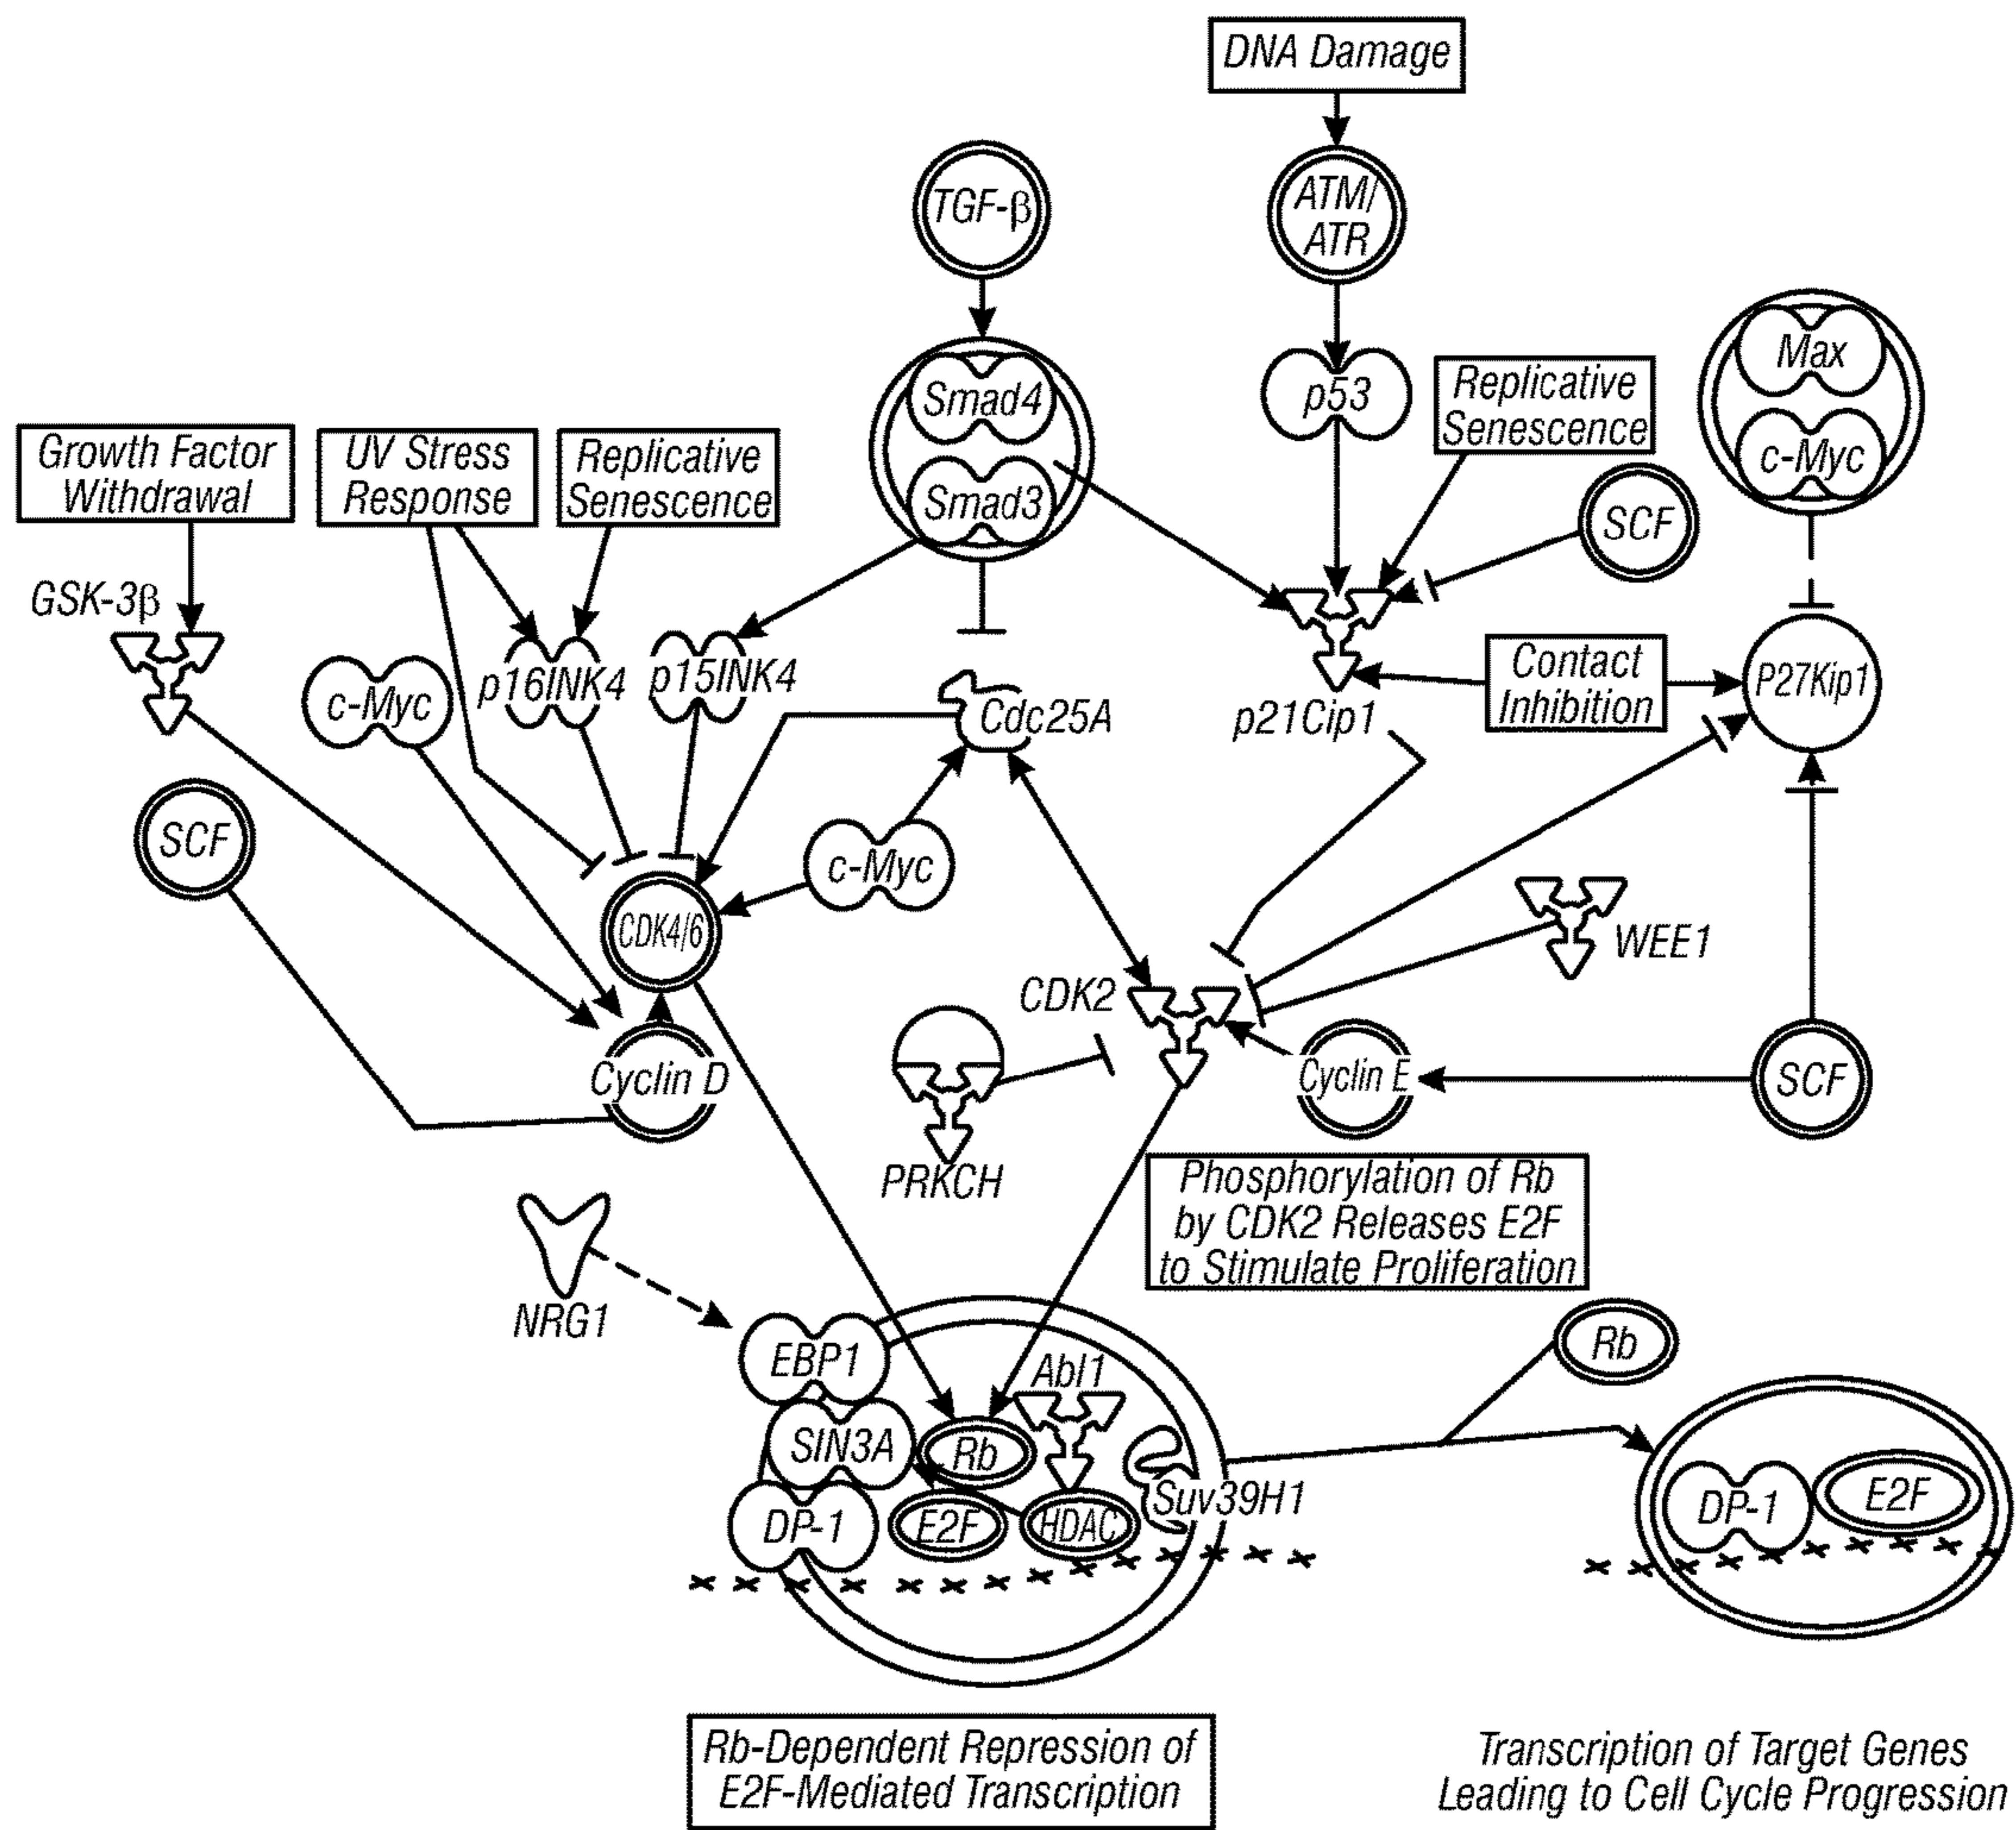 DNA Damage
TGF-β
ATM/
ATR
Max
c-Myc
Smad4
Smad3
p53
Replicative
Senescence
Growth Factor
Withdrawal
UV Stress
Response
Replicative
Senescence
SCF
GSK-3β
c-Myc
p16INK4
p15INK4
Cdc25A
p21Cip1
Contact
Inhibition
P27Kip1
SCF
c-Myc
CDK4/6
WEE1
CDK2
Cyclin D
PRKCH
Cyclin E
SCF
Phosphorylation of Rb
by CDK2 Releases E2F
to Stimulate Proliferation
NRG1
EBP1
Abl1
Rb
SIN3A
Rb
Suv39H1
DP-1
E2F
HDAC
DP-1
E2F
Rb-Dependent Repression of
E2F-Mediated Transcription
Transcription of Target Genes
Leading to Cell Cycle Progression